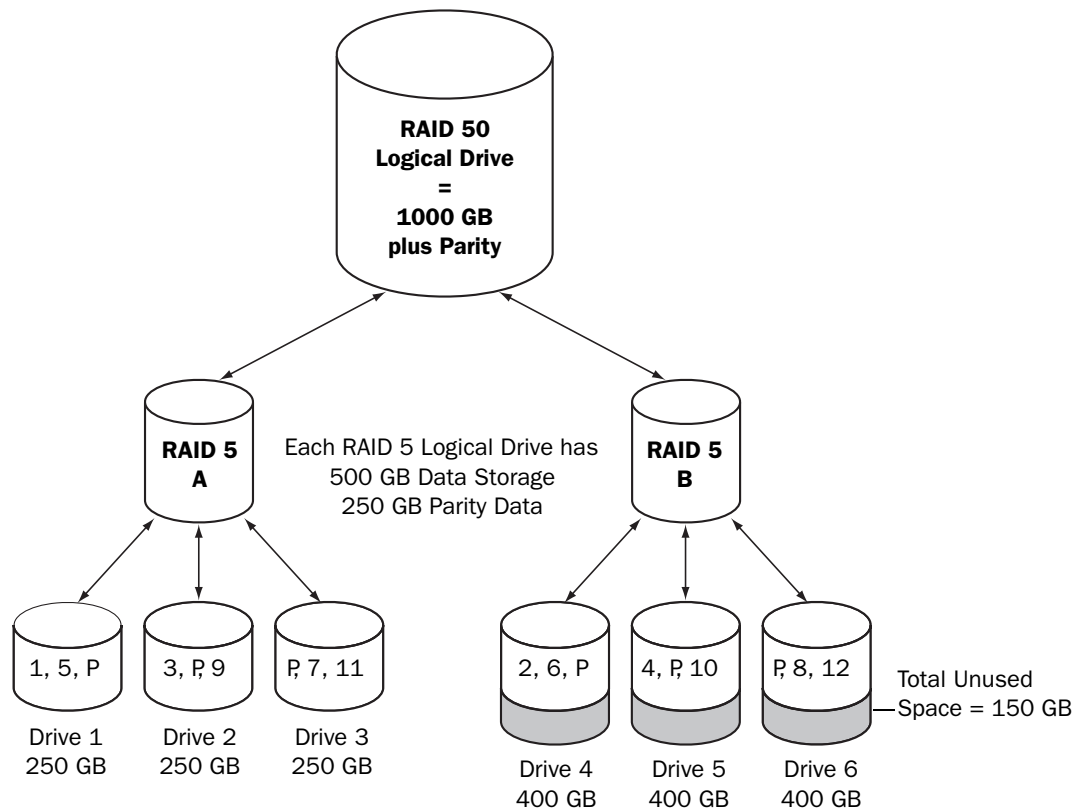 RAID 50
Logical Drive
=
1000 GB
plus Parity
RAID 5
A
Each RAID 5 Logical Drive has
500 GB Data Storage
250 GB Parity Data
RAID 5
B
1, 5, P
3, P, 9
P, 7, 11
2, 6, P
4, P, 10
P, 8, 12
Total Unused
Space = 150 GB
Drive 1
250 GB
Drive 2
250 GB
Drive 3
250 GB
Drive 4
400 GB
Drive 5
400 GB
Drive 6
400 GB